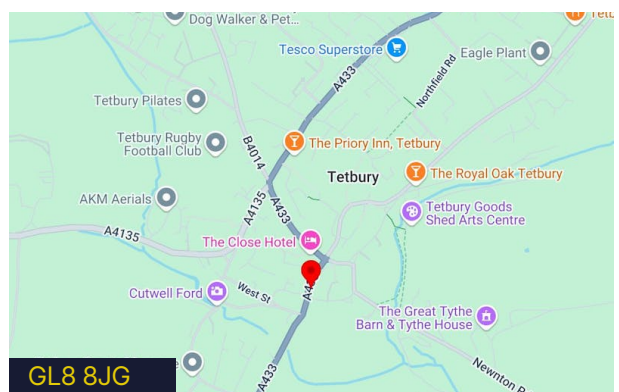 Dog Walker & Pet...
Tesco Superstore
Eagle Plant
A433
Northfield Rd
Tetbury Pilates
B4014
The Priory Inn, Tetbury
Tetbury Rugby
Football Club
Tetbury
The Royal Oak Tetbury
AKM Aerials
A4135
A433
Tetbury Goods
Shed Arts Centre
A4135
The Close Hotel
Cutwell Ford
West St
The Great Tythe
Barn & Tythe House
Newnton
A433
GL8 8JG